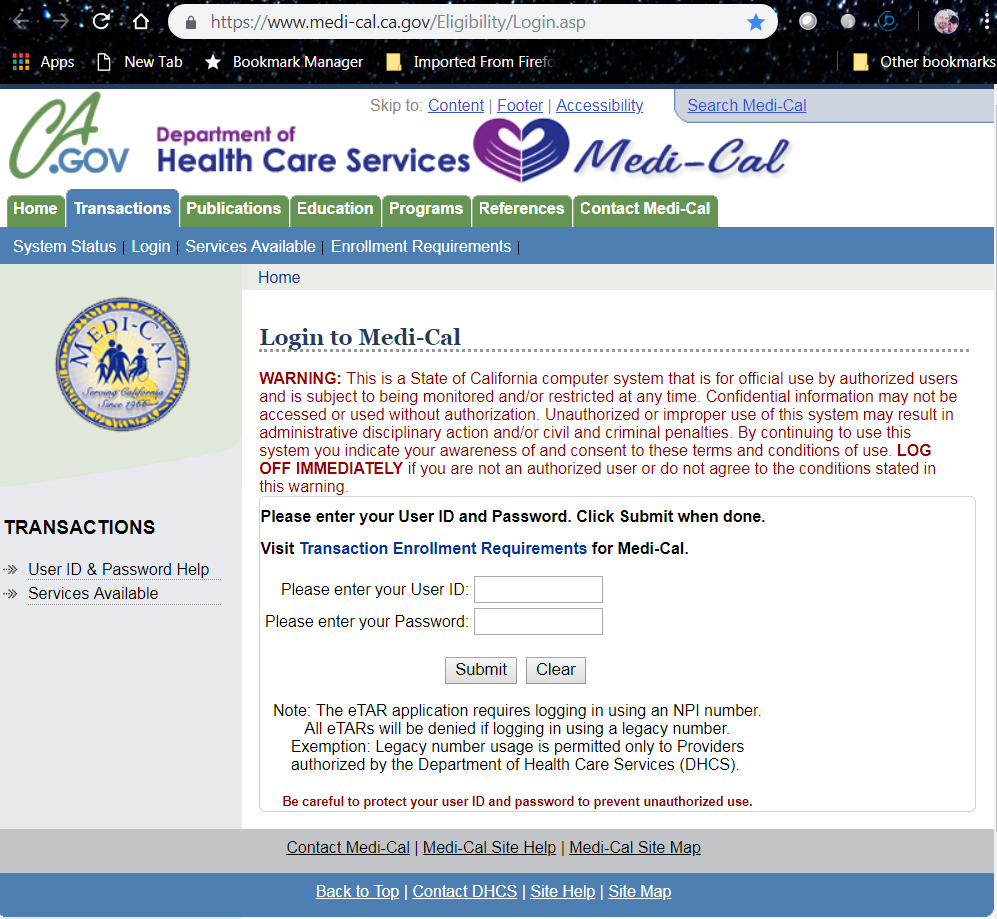 https://www.medi-cal.ca.gov/Eligibility/Login.asp
Apps New Tab Bookmark Manager Imported From Firefo Other bookmarks
Skip to: Content | Footer | Accessibility Search Medi-Cal
CA.GOV
Department of
Health Care Services
Medi-Cal
Home Transactions Publications Education Programs References Contact Medi-Cal
System Status | Login | Services Available | Enrollment Requirements |
Home
MEDI-CAL
Serving California
Since 1966
Login to Medi-Cal
WARNING: This is a State of California computer system that is for official use by authorized users
and is subject to being monitored and/or restricted at any time. Confidential information may not be
accessed or used without authorization. Unauthorized or improper use of this system may result in
administrative disciplinary action and/or civil and criminal penalties. By continuing to use this
system you indicate your awareness of and consent to these terms and conditions of use. LOG
OFF IMMEDIATELY if you are not an authorized user or do not agree to the conditions stated in
this warning.
TRANSACTIONS
User ID & Password Help
Services Available
Please enter your User ID and Password. Click Submit when done.
Visit Transaction Enrollment Requirements for Medi-Cal.
Please enter your User ID:
Please enter your Password:
Submit Clear
Note: The eTAR application requires logging in using an NPI number.
All eTARs will be denied if logging in using a legacy number.
Exemption: Legacy number usage is permitted only to Providers
authorized by the Department of Health Care Services (DHCS).
Be careful to protect your user ID and password to prevent unauthorized use.
Contact Medi-Cal | Medi-Cal Site Help | Medi-Cal Site Map
Back to Top | Contact DHCS | Site Help | Site Map